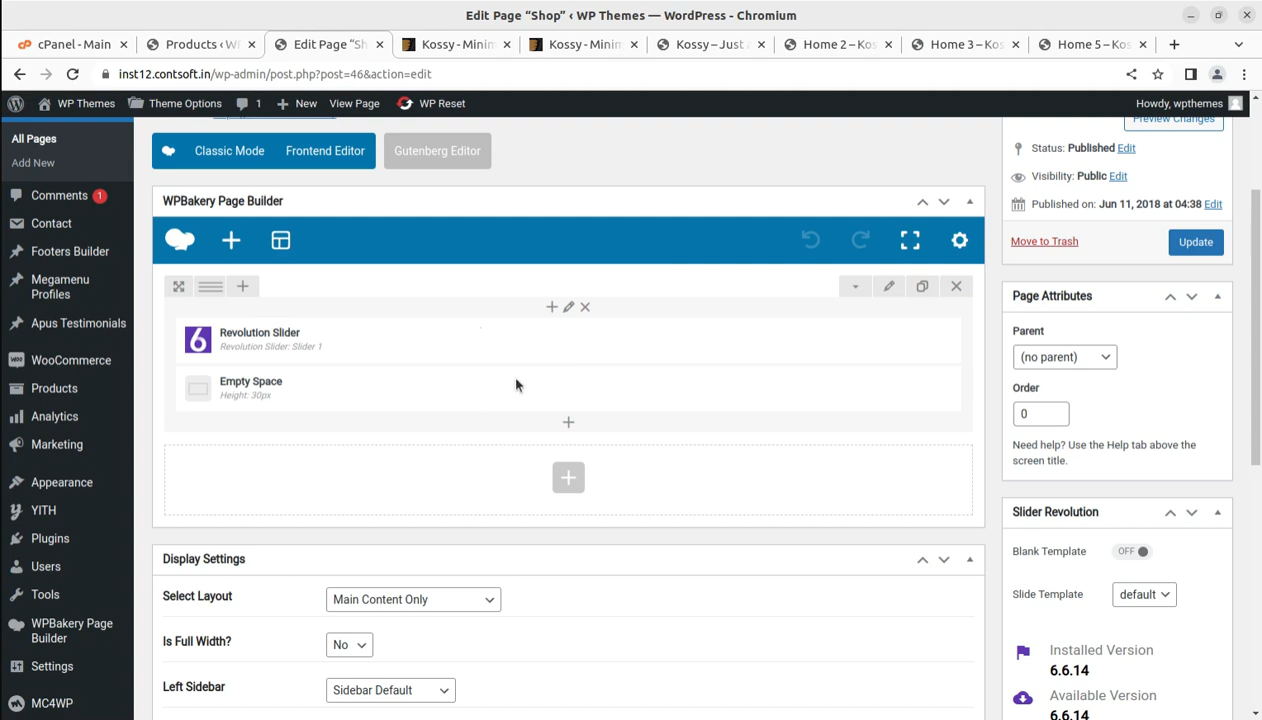 Edit Page “Shop” ‹ WP Themes — WordPress - Chromium
cPanel - Main
Products ‹ W
Edit Page “Sh
Kossy - Minim
Kossy - Minim
Kossy – Just A
Home 2 – Kos
Home 3 – Kos
Home 5 – Kos
inst12.contsoft.in/wp-admin/post.php?post=46&action=edit
WP Themes
Theme Options
1
New
View Page
WP Reset
Howdy, wpthemes
All Pages
Add New
Comments 1
Contact
Footers Builder
Megamenu
Profiles
Apus Testimonials
WooCommerce
Products
Analytics
Marketing
Appearance
YITH
Plugins
Users
Tools
WPBakery Page
Builder
Settings
MC4WP
Classic Mode
Frontend Editor
Gutenberg Editor
WPBakery Page Builder
Revolution Slider
Revolution Slider: Slider 1
Empty Space
Height: 30px
Display Settings
Select Layout
Main Content Only
Is Full Width?
No
Left Sidebar
Sidebar Default
Preview Changes
Status: Published Edit
Visibility: Public Edit
Published on: Jun 11, 2018 at 04:38 Edit
Move to Trash
Update
Page Attributes
Parent
(no parent)
Order
0
Need help? Use the Help tab above the
screen title.
Slider Revolution
Blank Template
OFF
Slide Template
default
Installed Version
6.6.14
Available Version
6.6.14